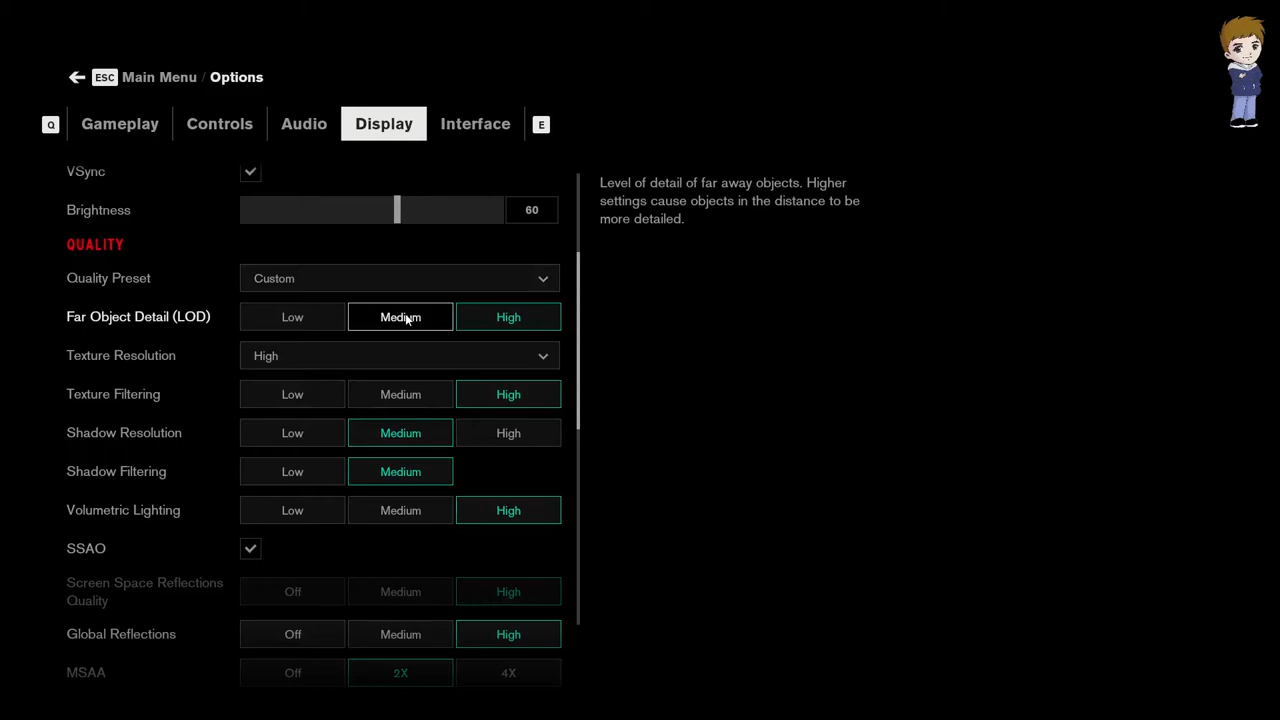 ESC Main Menu / Options
Q Gameplay Controls Audio Display Interface E
VSync
Brightness 60
QUALITY
Quality Preset Custom
Far Object Detail (LOD) Low Medium High
Texture Resolution High
Texture Filtering Low Medium High
Shadow Resolution Low Medium High
Shadow Filtering Low Medium
Volumetric Lighting Low Medium High
SSAO
Screen Space Reflections
Quality Off Medium High
Global Reflections Off Medium High
MSAA Off 2X 4X
Level of detail of far away objects. Higher
settings cause objects in the distance to be
more detailed.